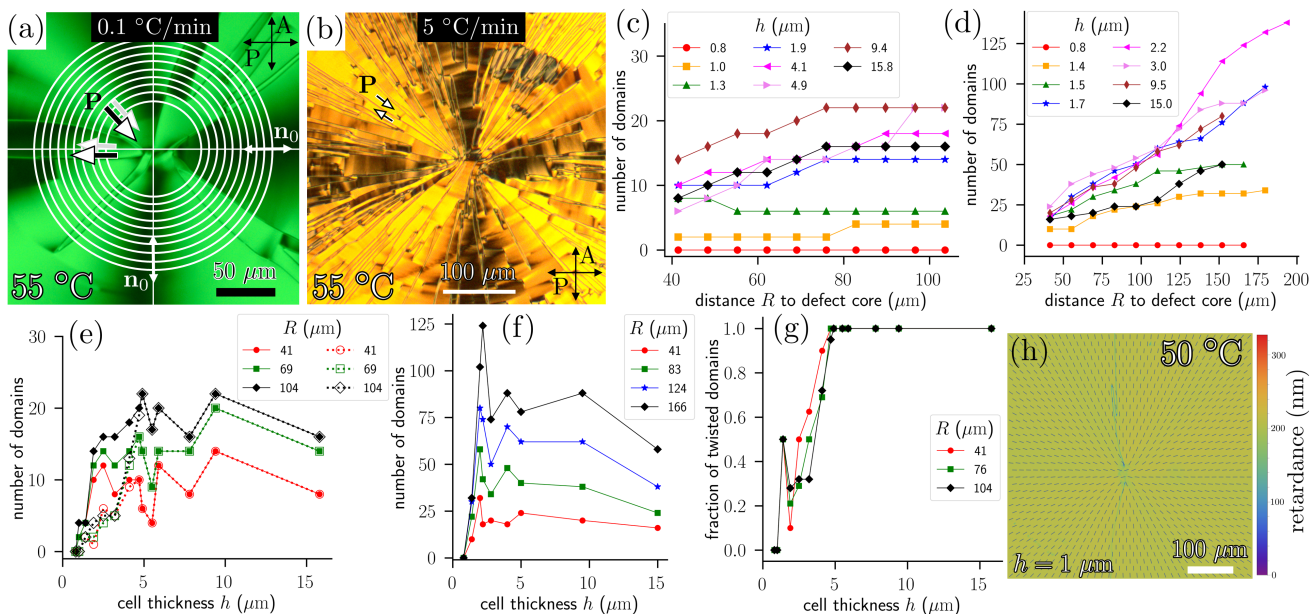 (a)
0.1 °C/min
A
P
P
n₀
n₀
55 °C
50 μm
(b)
5 °C/min
P
A
P
55 °C
100 μm
(c)
h (μm)
0.8
1.0
1.3
1.9
4.1
4.9
9.4
15.8
number of domains
30
20
10
0
40
60
80
100
distance R to defect core (μm)
(d)
h (μm)
0.8
1.4
1.5
1.7
2.2
3.0
9.5
15.0
number of domains
125
100
75
50
25
0
25
50
75
100
125
150
175
200
distance R to defect core (μm)
(e)
R (μm)
41
69
104
41
69
104
number of domains
30
20
10
0
0
5
10
15
cell thickness h (μm)
(f)
R (μm)
41
83
124
166
number of domains
125
100
75
50
25
0
0
5
10
15
cell thickness h (μm)
(g)
R (μm)
41
76
104
fraction of twisted domains
1.0
0.8
0.6
0.4
0.2
0.0
0
5
10
15
cell thickness h (μm)
(h)
50 °C
h = 1 μm
100 μm
300
200
100
0
retardance (nm)